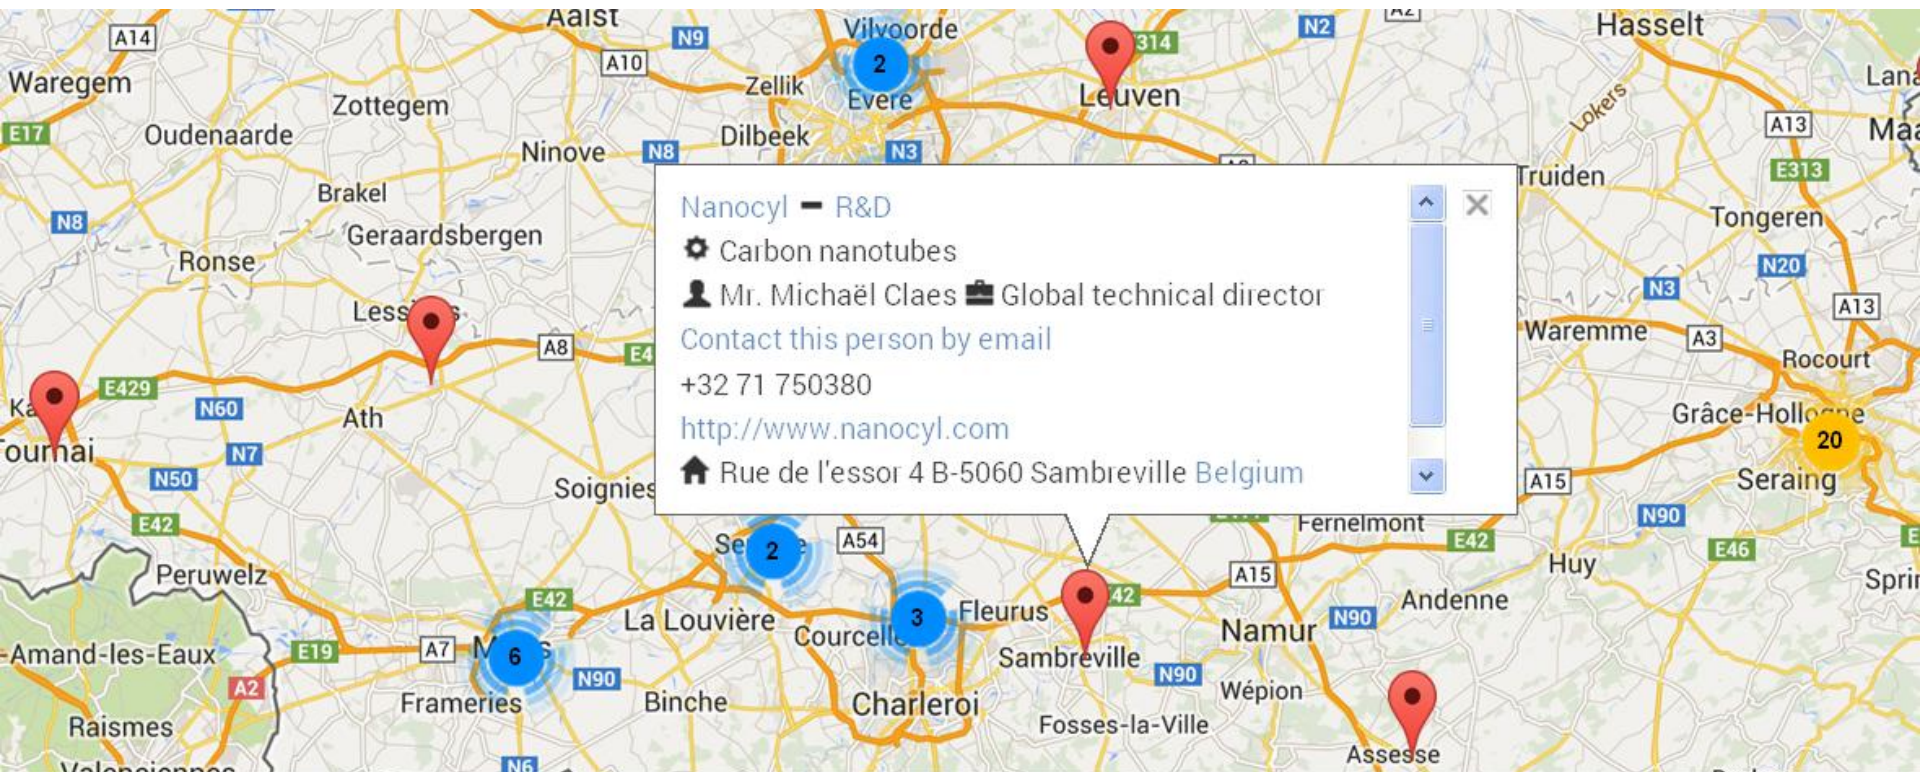 Aalst
Vilvoorde
N2
Hasselt
A14
N9
2
314
A10
Waregem
Zellik
Evere
Leuven
Zottegem
Lokers
E17
Oudenaarde
Dilbeek
A13
Ninove
N8
N3
E313
Truiden
Brakel
N8
Tongeren
Geraardsbergen
Ronse
N20
N3
A13
Waremme
A3
Rocourt
A8
E429
N60
Ath
Grâce-Hollogne
20
N7
N50
Soignies
A15
Seraing
E42
N90
Nanocyl – R&D
Carbon nanotubes
Mr. Michaël Claes Global technical director
Contact this person by email
+32 71 750380
http://www.nanocyl.com
Rue de l'essor 4 B-5060 Sambreville Belgium
Fernelmont
2
A54
E42
E46
Huy
Peruwelz
A15
E42
42
Andenne
La Louvière
3
Fleurus
N90
Courcelle
Namur
-Amand-les-Eaux
E19
A7
6
Sambreville
N90
N90
A2
Wépion
Frameries
Binche
Charleroi
Raismes
Fosses-la-Ville
Assesse
N6
Valenciennes